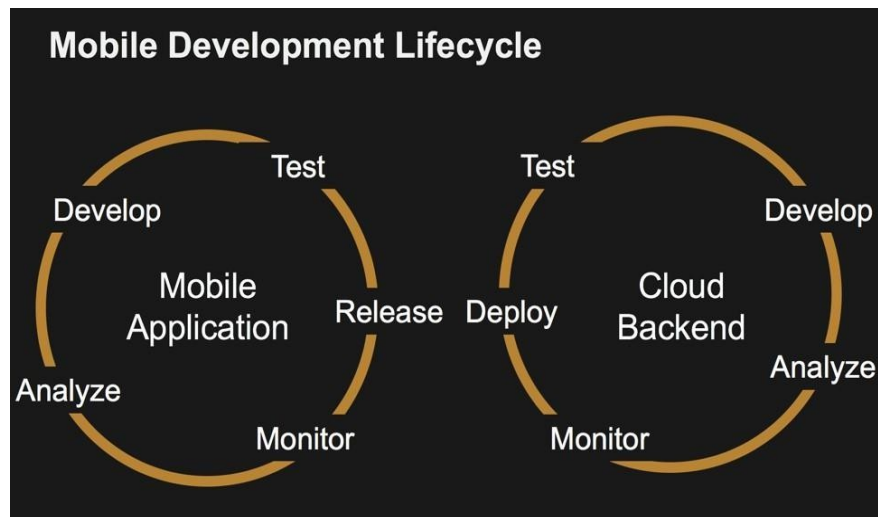 Mobile Development Lifecycle
Test
Test
Develop
Develop
Mobile
Application
Cloud
Backend
Release
Deploy
Analyze
Analyze
Monitor
Monitor